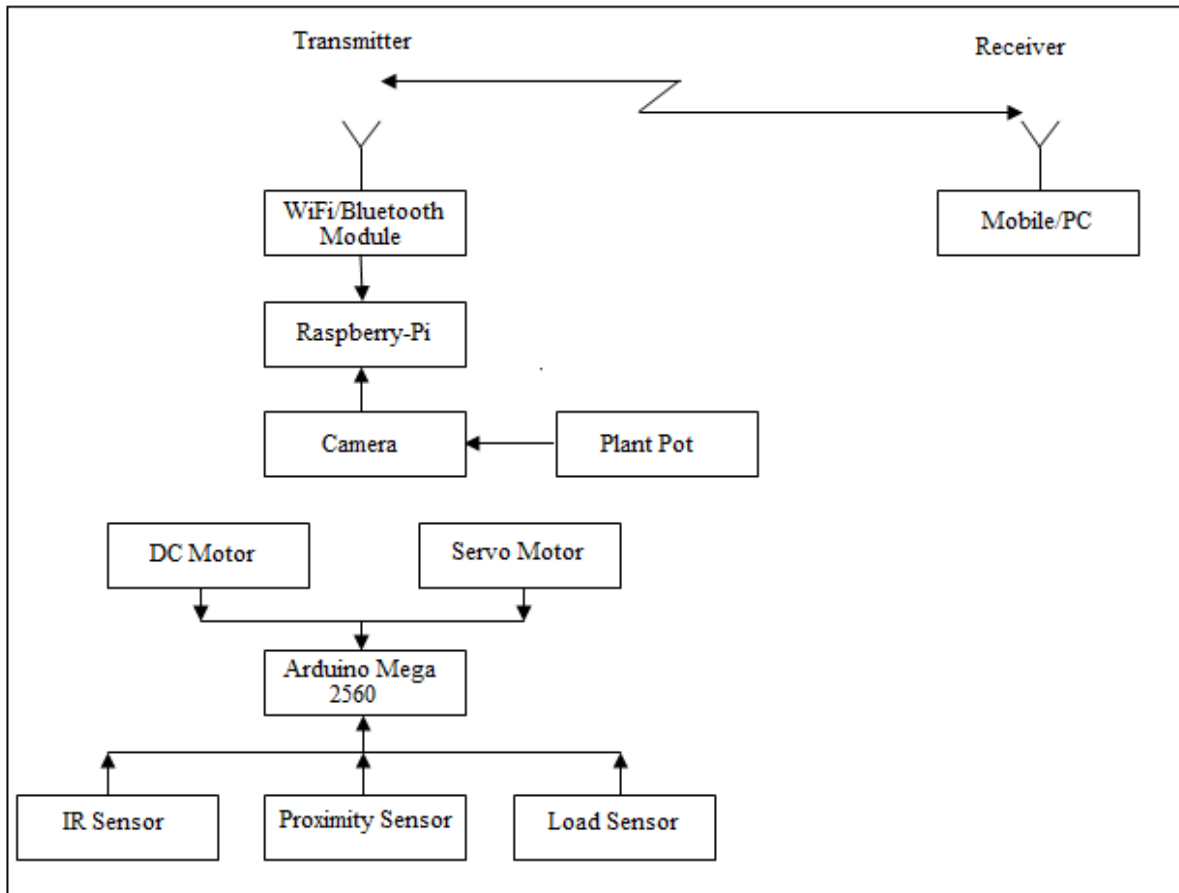 Transmitter
Receiver
WiFi/Bluetooth
Module
Mobile/PC
Raspberry-Pi
Camera
Plant Pot
DC Motor
Servo Motor
Arduino Mega
2560
IR Sensor
Proximity Sensor
Load Sensor